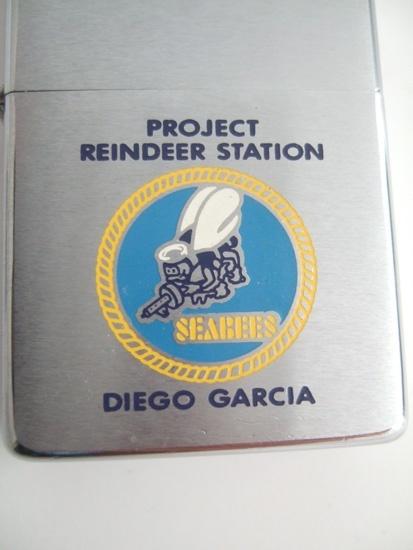 PROJECT
REINDEER STATION
SEABEES
DIEGO GARCIA